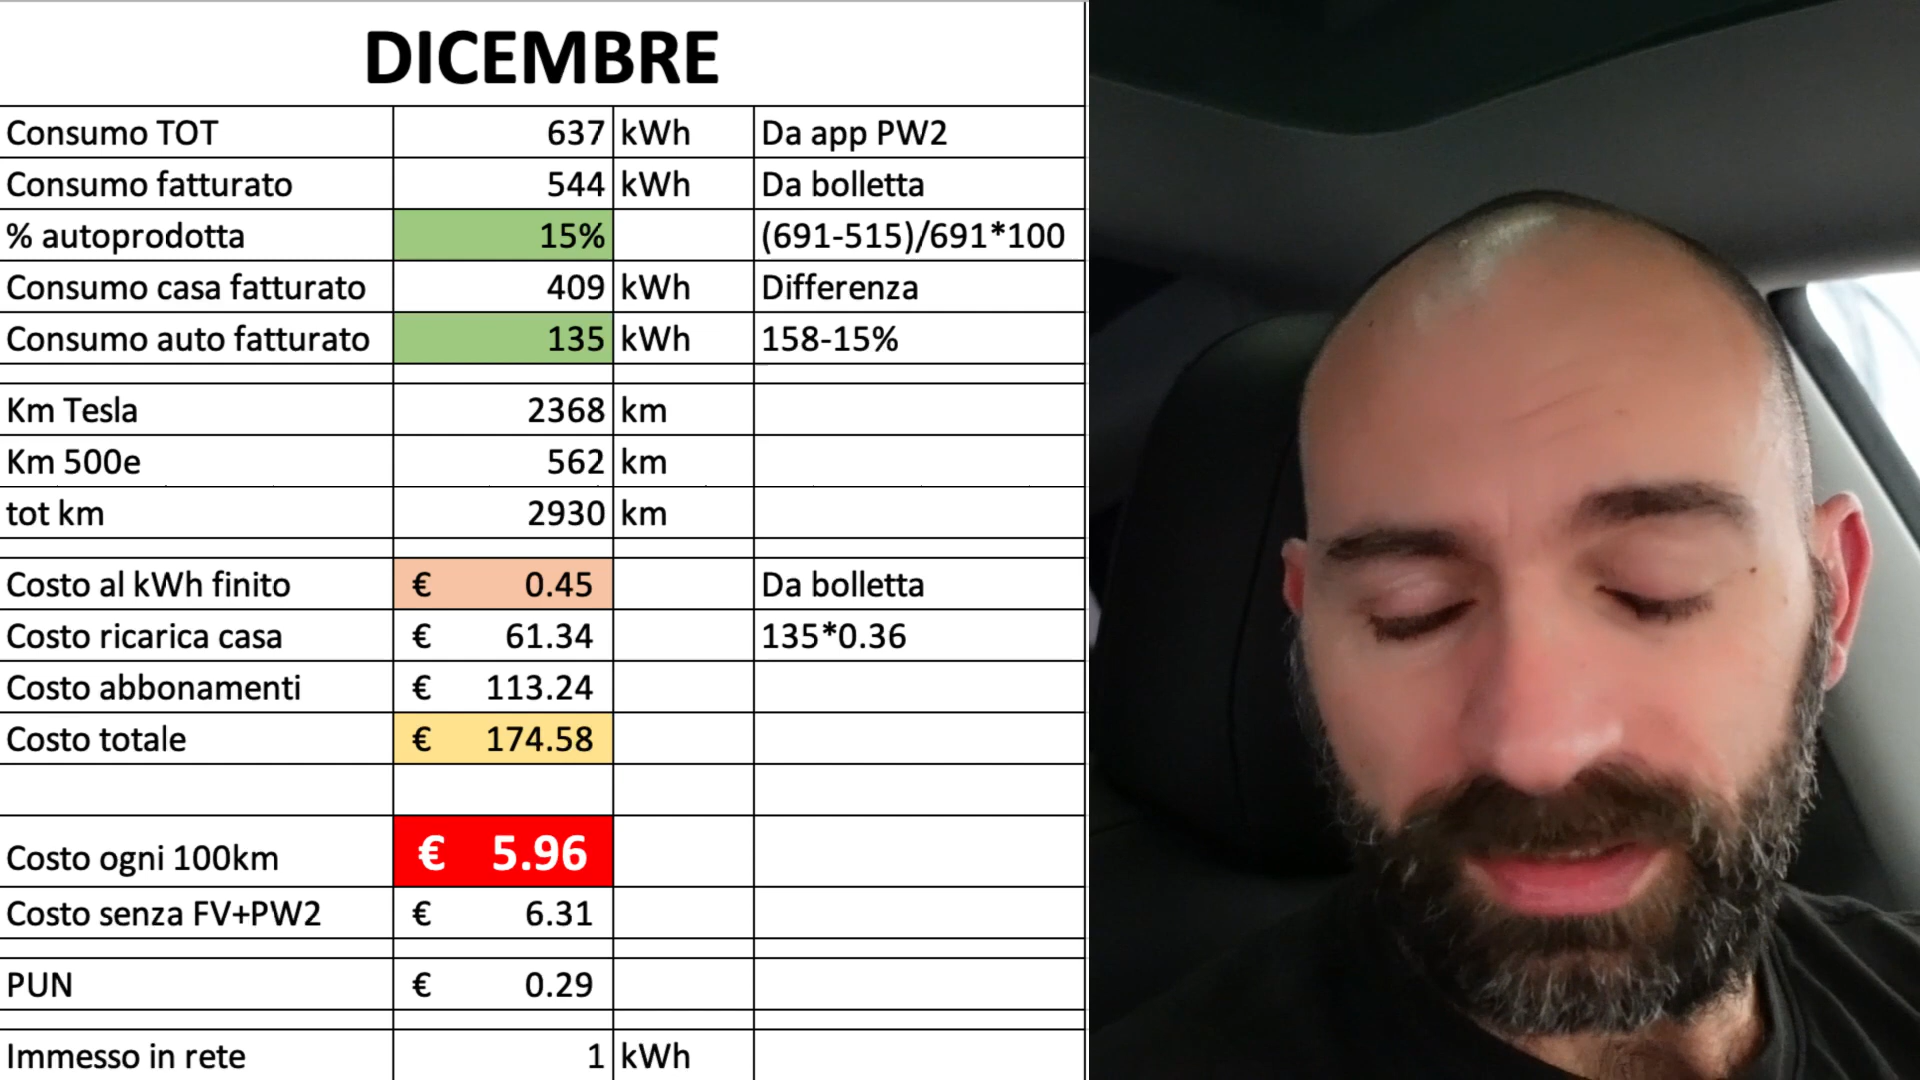 DICEMBRE
Consumo TOT 637 kWh Da app PW2
Consumo fatturato 544 kWh Da bolletta
% autoprodotta 15% (691-515)/691*100
Consumo casa fatturato 409 kWh Differenza
Consumo auto fatturato 135 kWh 158-15%
Km Tesla 2368 km
Km 500e 562 km
tot km 2930 km
Costo al kWh finito € 0.45 Da bolletta
Costo ricarica casa € 61.34 135*0.36
Costo abbonamenti € 113.24
Costo totale € 174.58
Costo ogni 100km € 5.96
Costo senza FV+PW2 € 6.31
PUN € 0.29
Immesso in rete 1 kWh